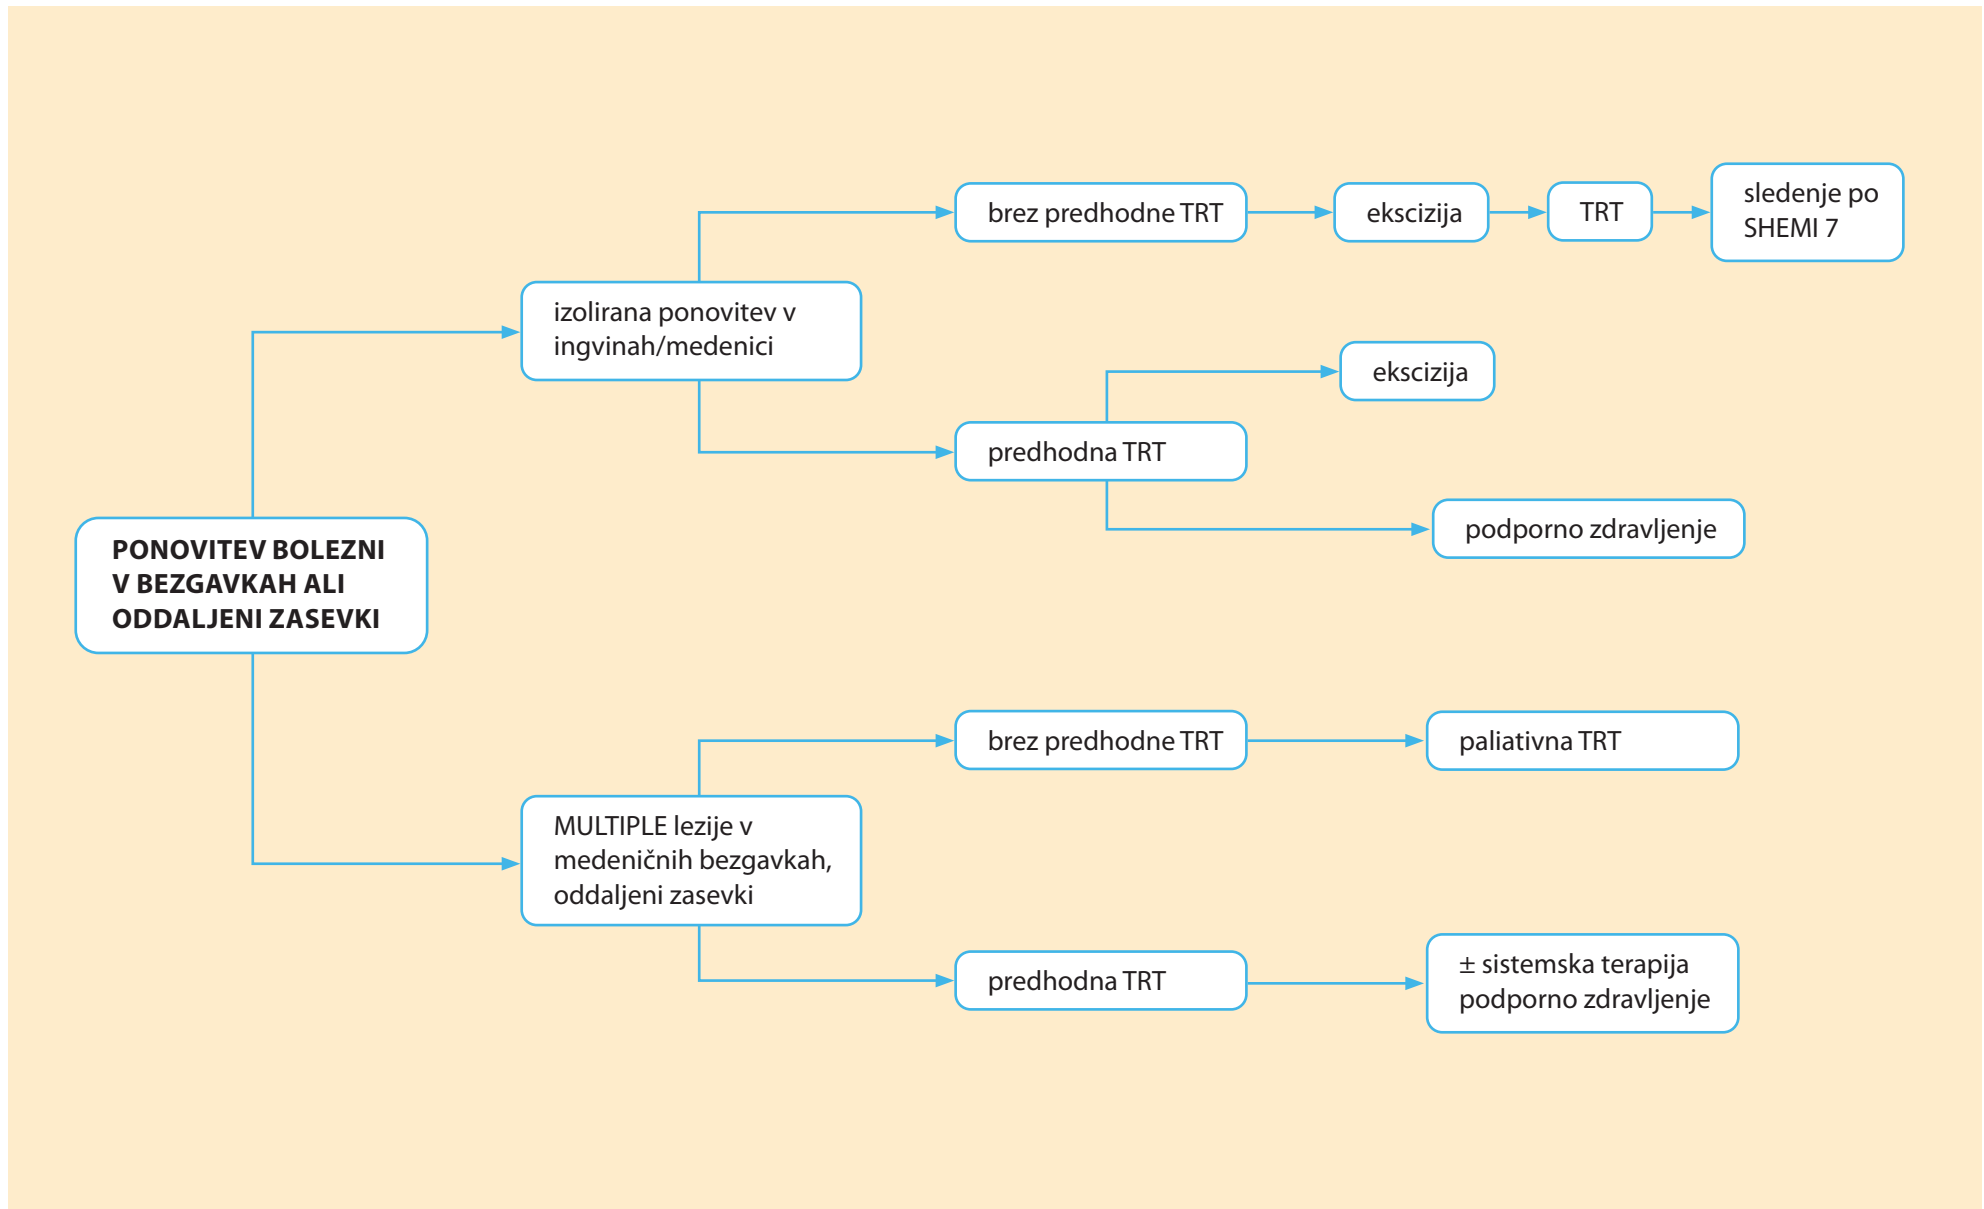 PONOVITEV BOLEZNI
V BEZGAVKAH ALI
ODDALJENI ZASEVKI
izolirana ponovitev v
ingvinah/medenici
brez predhodne TRT
ekscizija
TRT
sledenje po
SHEMI 7
predhodna TRT
ekscizija
podporno zdravljenje
MULTIPLE lezije v
medeničnih bezgavkah,
oddaljeni zasevki
brez predhodne TRT
paliativna TRT
predhodna TRT
± sistemska terapija
podporno zdravljenje